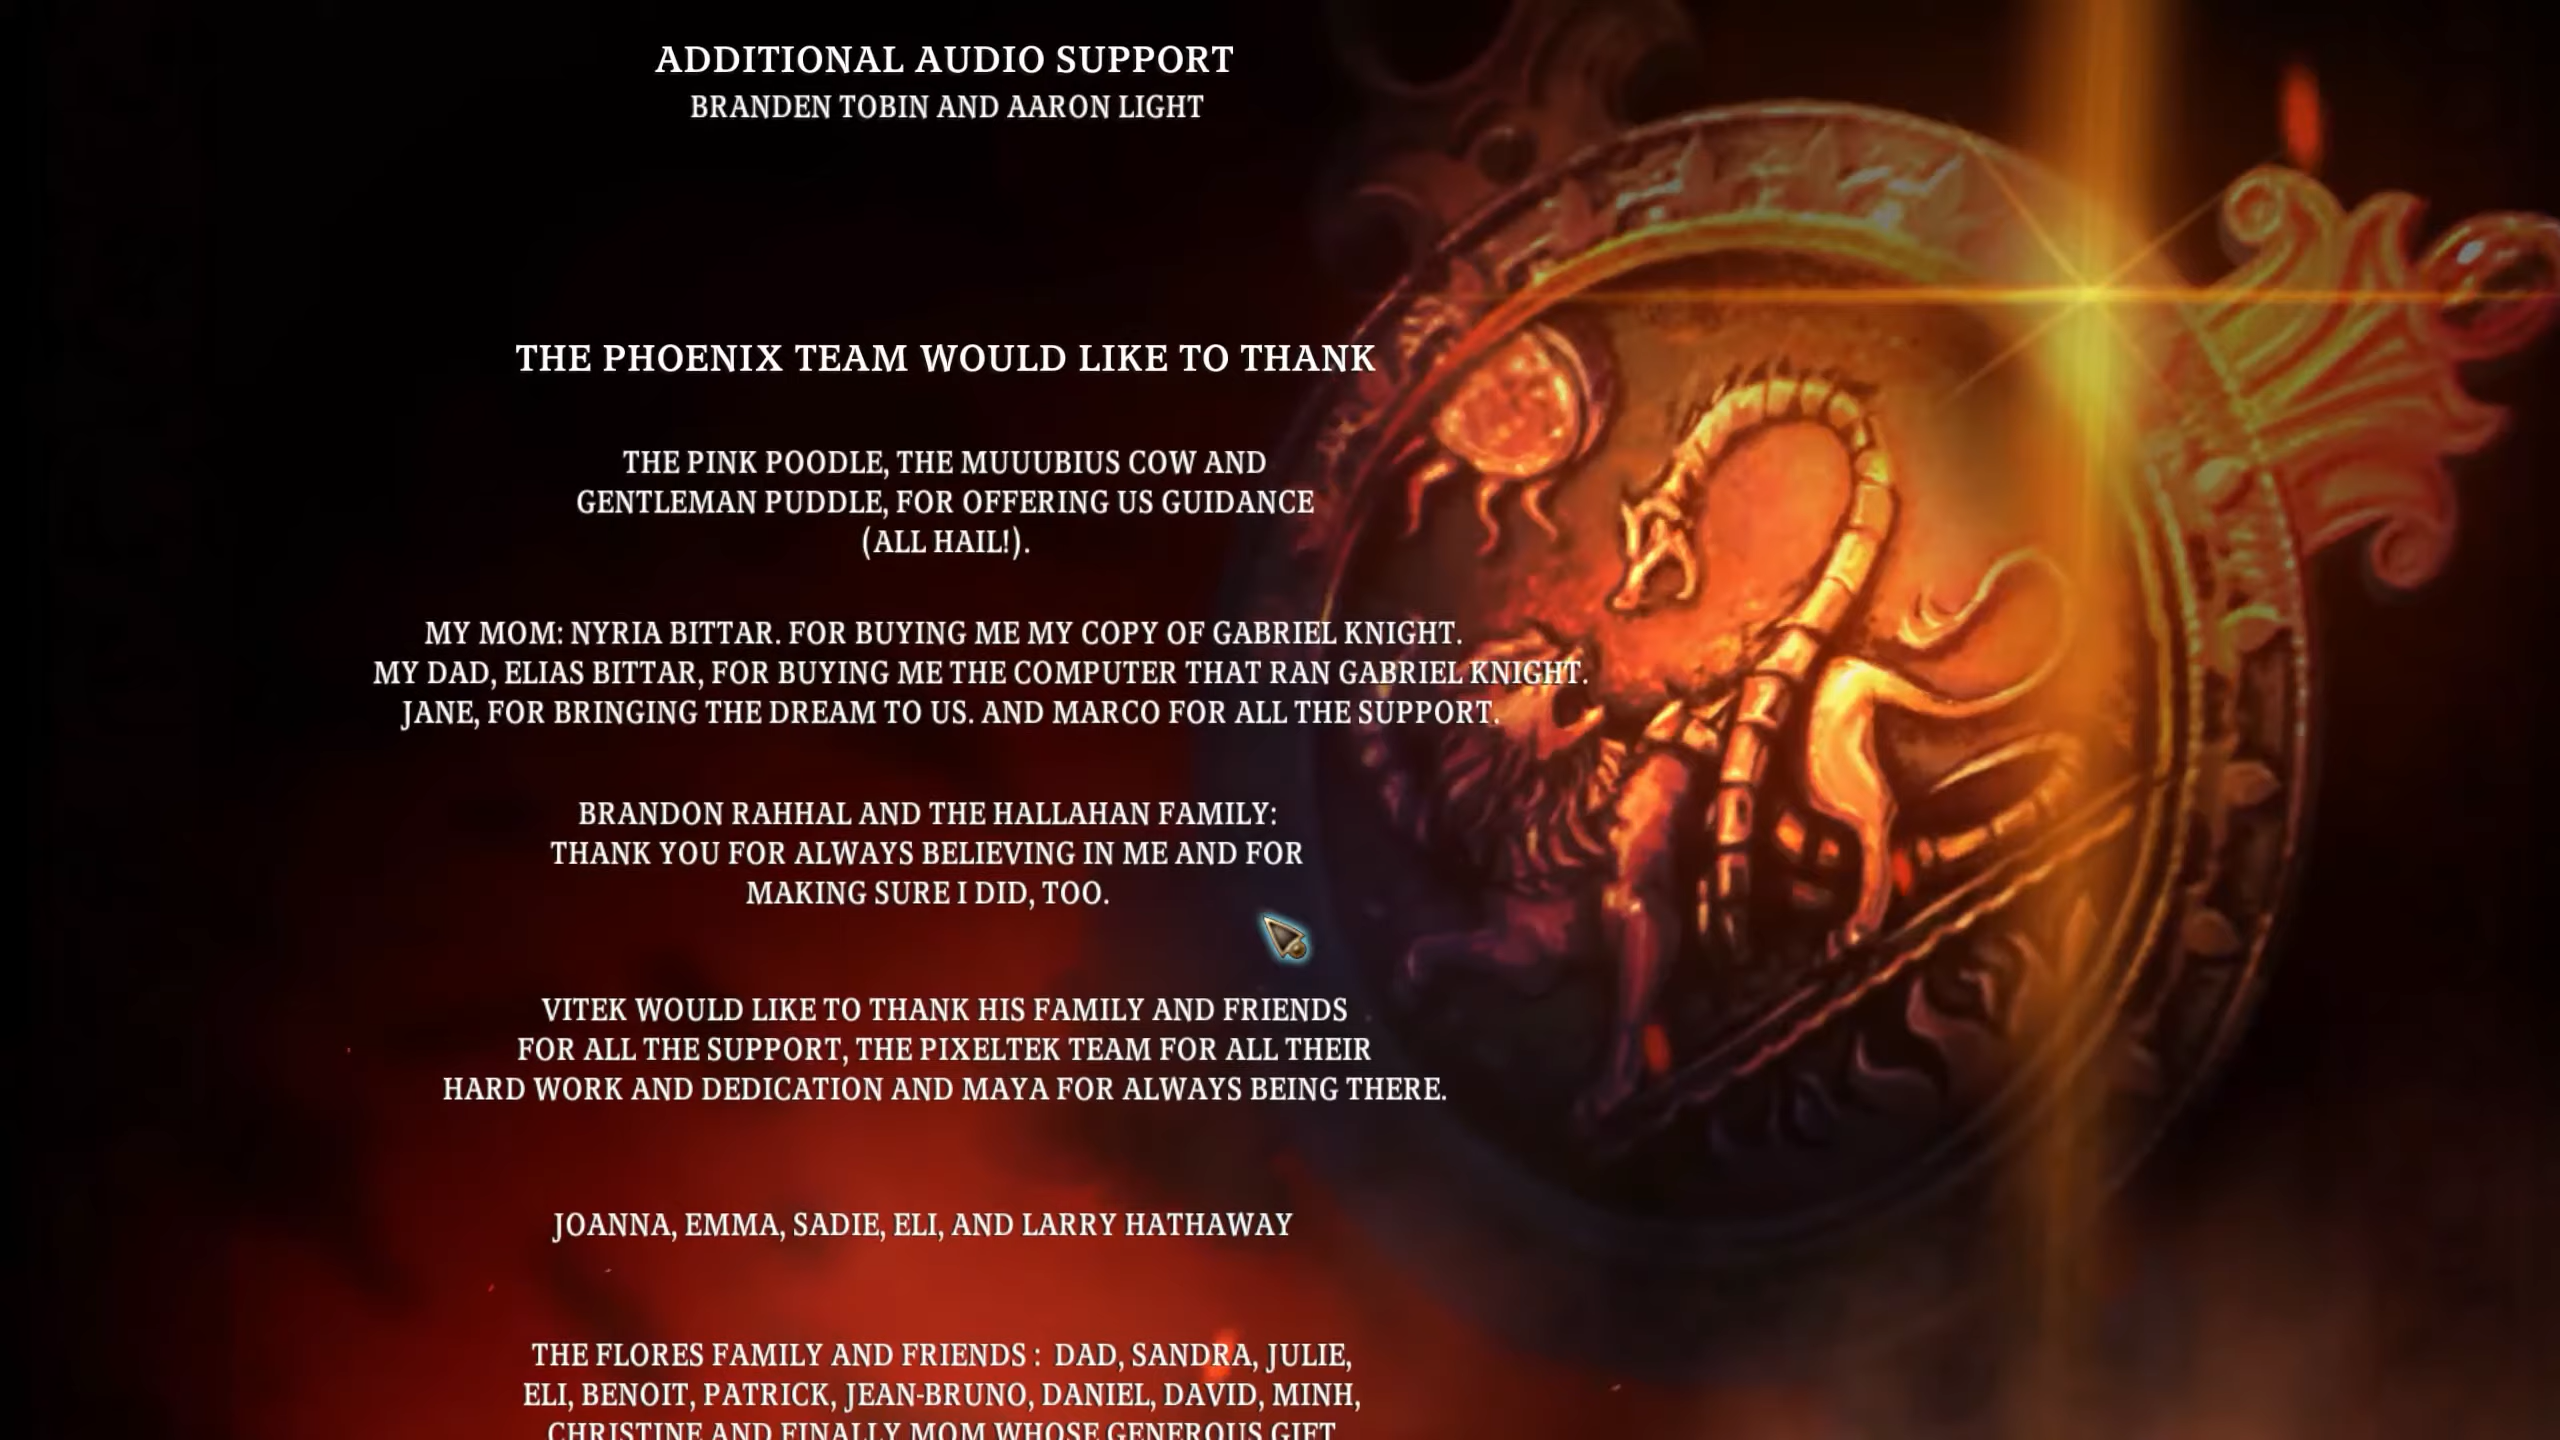 ADDITIONAL AUDIO SUPPORT
BRANDEN TOBIN AND AARON LIGHT
THE PHOENIX TEAM WOULD LIKE TO THANK
THE PINK POODLE, THE MUUUBIUS COW AND
GENTLEMAN PUDDLE, FOR OFFERING US GUIDANCE
(ALL HAIL!).
MY MOM: NYRIA BITTAR. FOR BUYING ME MY COPY OF GABRIEL KNIGHT.
MY DAD, ELIAS BITTAR, FOR BUYING ME THE COMPUTER THAT RAN GABRIEL KNIGHT.
JANE, FOR BRINGING THE DREAM TO US. AND MARCO FOR ALL THE SUPPORT.
BRANDON RAHHAL AND THE HALLAHAN FAMILY:
THANK YOU FOR ALWAYS BELIEVING IN ME AND FOR
MAKING SURE I DID, TOO.
VITEK WOULD LIKE TO THANK HIS FAMILY AND FRIENDS
FOR ALL THE SUPPORT, THE PIXELTEK TEAM FOR ALL THEIR
HARD WORK AND DEDICATION AND MAYA FOR ALWAYS BEING THERE.
JOANNA, EMMA, SADIE, ELI, AND LARRY HATHAWAY
THE FLORES FAMILY AND FRIENDS : DAD, SANDRA, JULIE,
ELI, BENOIT, PATRICK, JEAN-BRUNO, DANIEL, DAVID, MINH,
CHRISTINE AND FINALLY MOM WHOSE GENEROUS GIFT